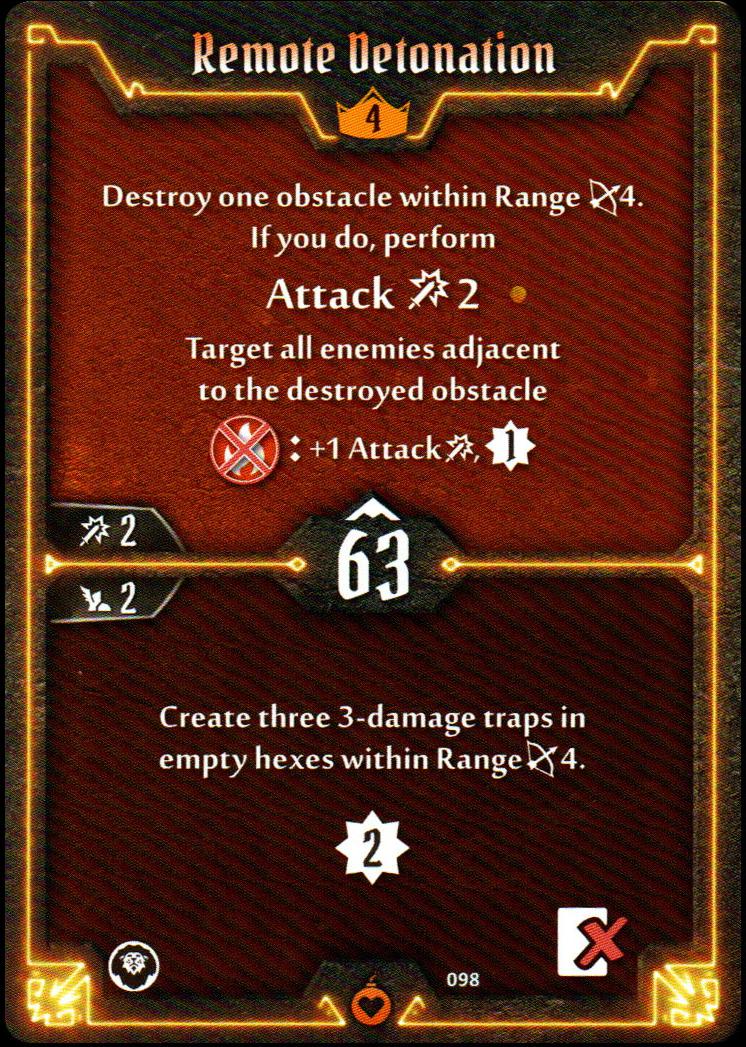 Remote Detonation
4
Destroy one obstacle within Range 4.
If you do, perform
Attack 2
Target all enemies adjacent
to the destroyed obstacle
: +1 Attack, 1
2
63
2
Create three 3-damage traps in
empty hexes within Range 4.
2
098